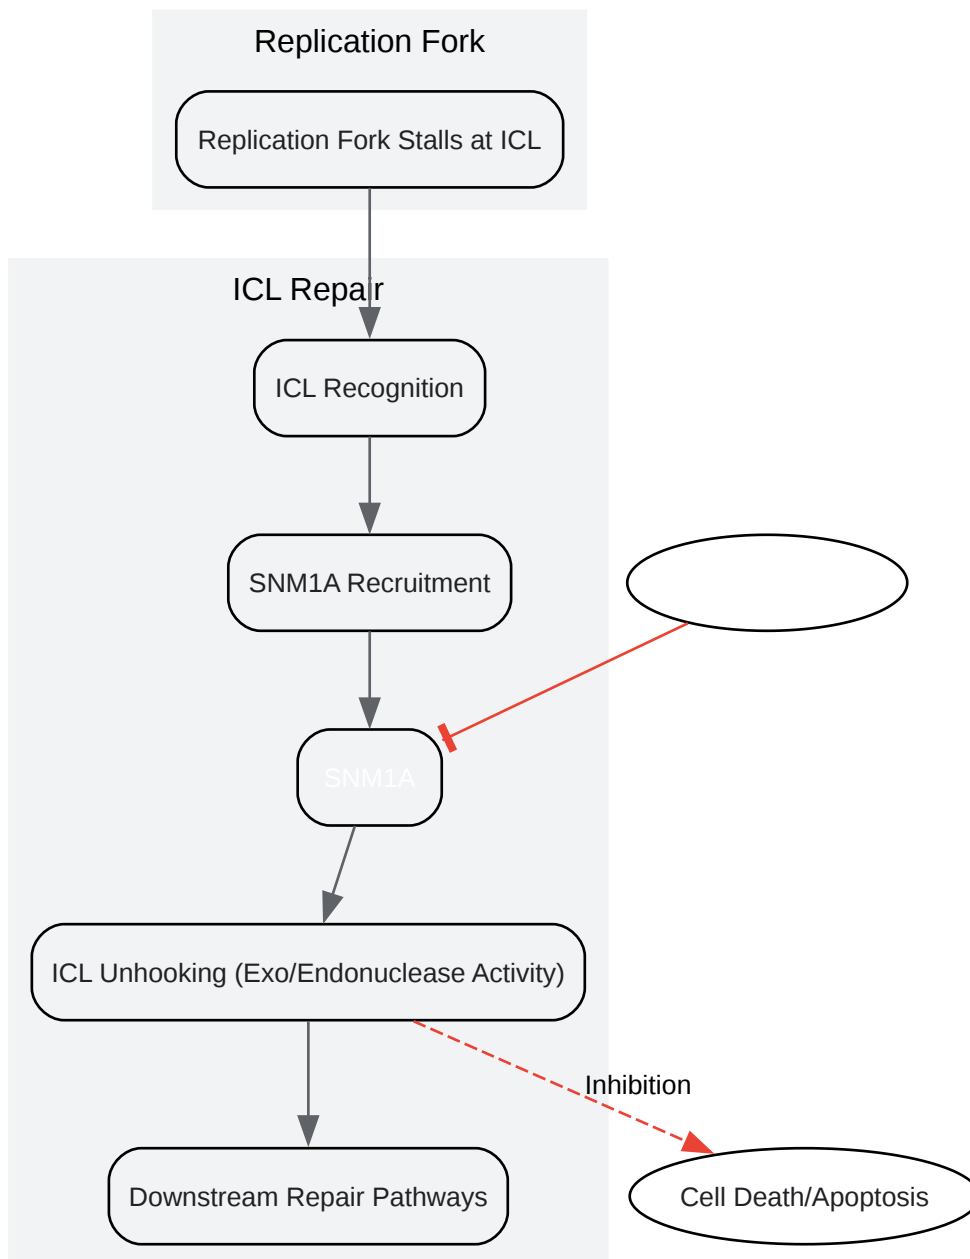 Replication Fork
Replication Fork Stalls at ICL
ICL Repair
ICL Recognition
SNM1A Recruitment
SNM1A
ICL Unhooking (Exo/Endonuclease Activity)
Inhibition
Downstream Repair Pathways
Cell Death/Apoptosis